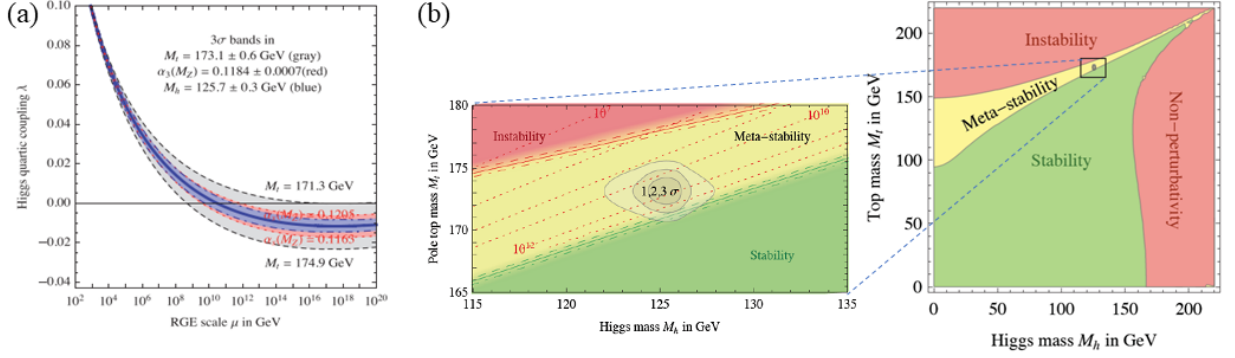 (a)
0.10
0.08
0.06
0.04
0.02
0.00
−0.02
−0.04
Higgs quartic coupling λ
3σ bands in
M_t = 173.1 ± 0.6 GeV (gray)
α_3(M_Z) = 0.1184 ± 0.0007(red)
M_h = 125.7 ± 0.3 GeV (blue)
M_t = 171.3 GeV
α_s(M_Z) = 0.1205
α_s(M_Z) = 0.1163
M_t = 174.9 GeV
10^2 10^4 10^6 10^8 10^10 10^12 10^14 10^16 10^18 10^20
RGE scale μ in GeV
(b)
180
175
170
165
Pole top mass M_t in GeV
Instability
10^10
Meta−stability
1,2,3 σ
10^12
Stability
115 120 125 130 135
Higgs mass M_h in GeV
200
150
100
50
0
Top mass M_t in GeV
Instability
Meta−stability
Stability
Non−perturbativity
0 50 100 150 200
Higgs mass M_h in GeV